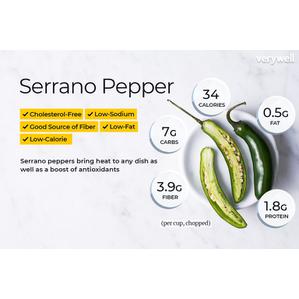 verywell
Serrano Pepper
Cholesterol-Free
Low-Sodium
Good Source of Fiber
Low-Fat
Low-Calorie
Serrano peppers bring heat to any dish as
well as a boost of antioxidants
34
CALORIES
0.5G
FAT
7G
CARBS
3.9G
FIBER
1.8G
PROTEIN
(per cup, chopped)